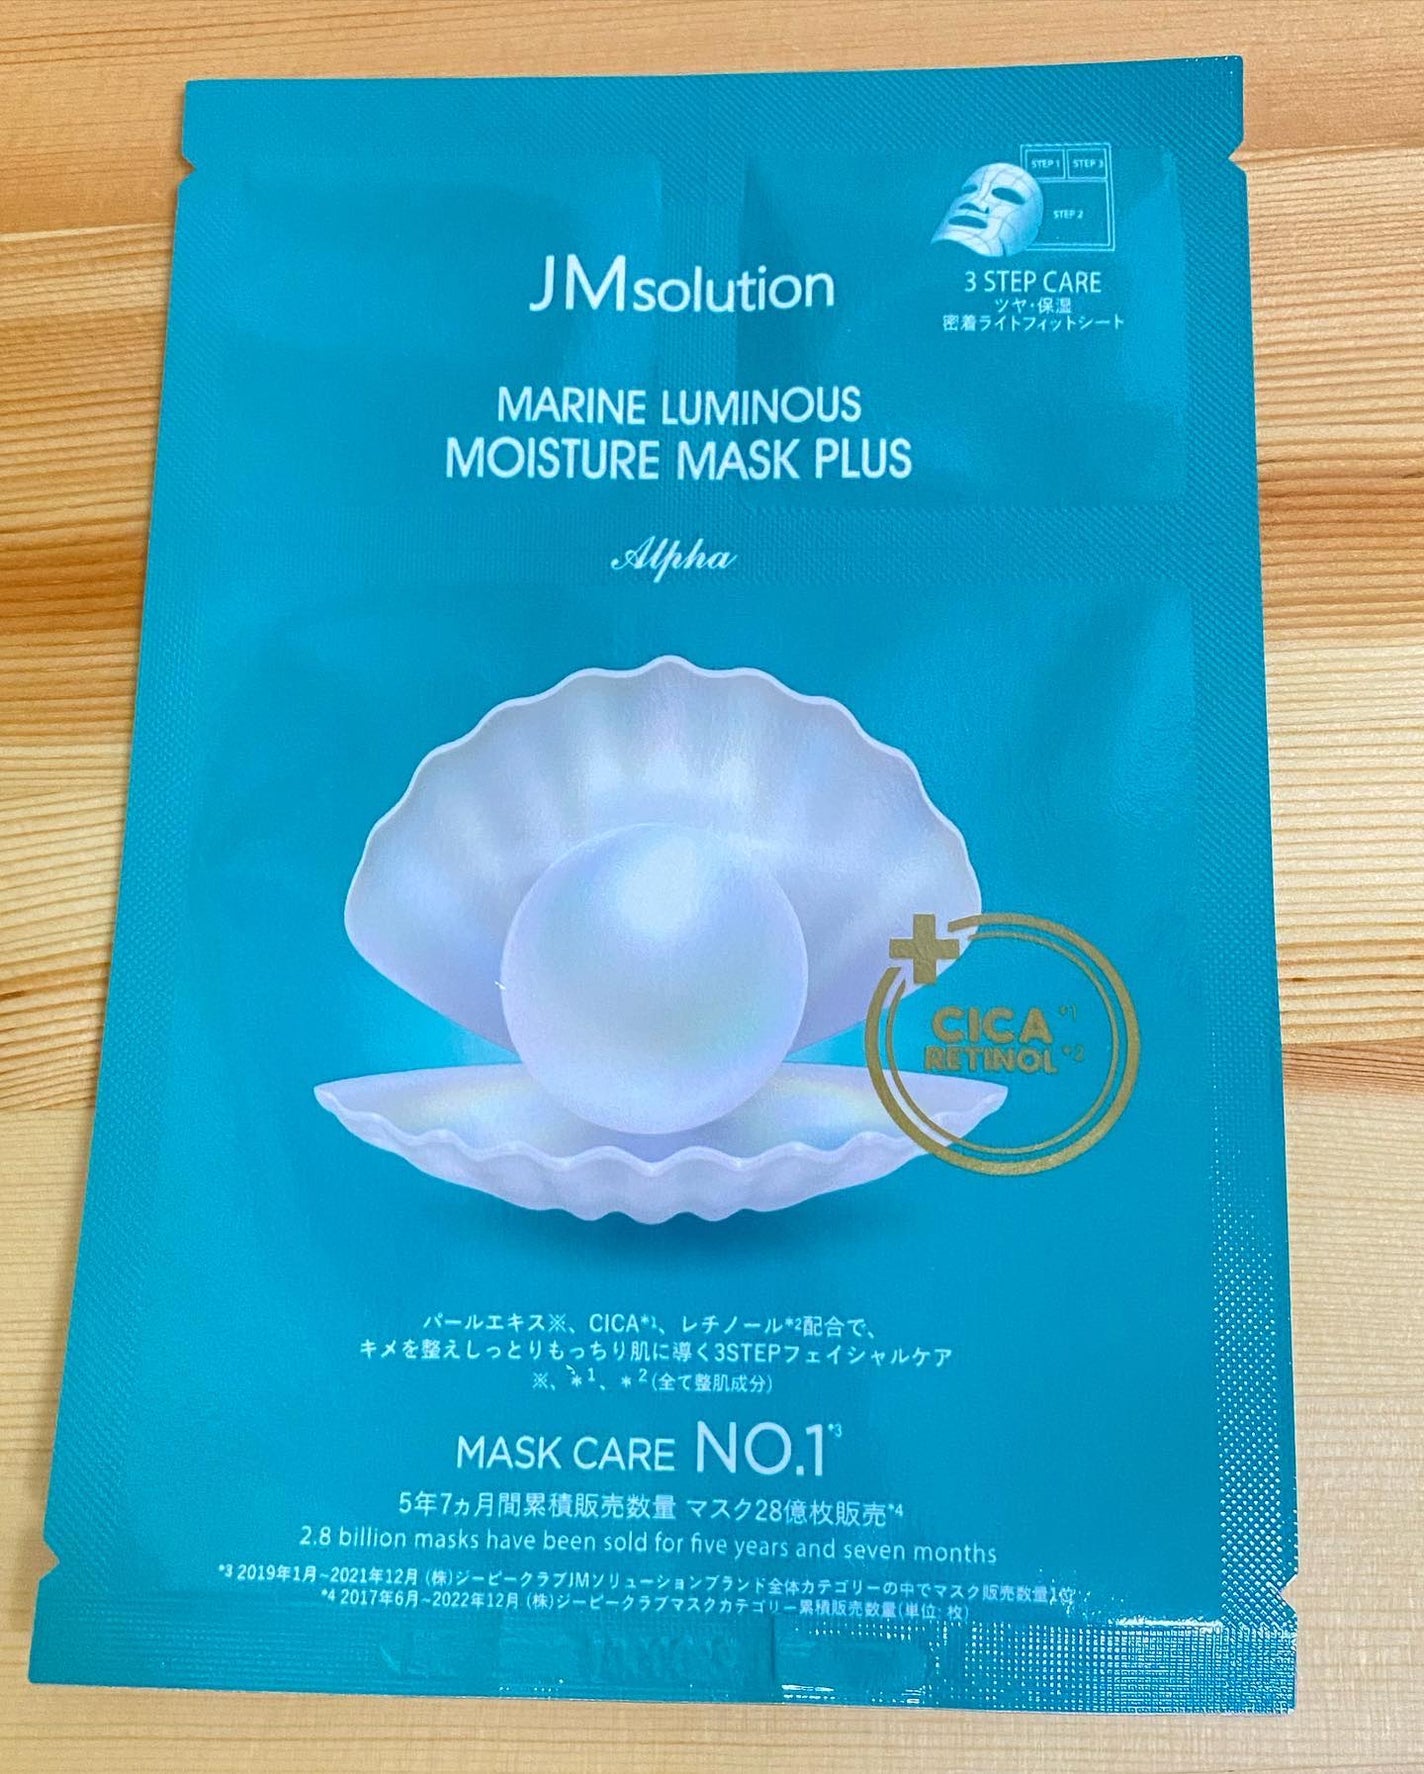 STEP 1 STEP 3
STEP 2
3 STEP CARE
ツヤ・保湿
密着ライトフィットシート
JMsolution
MARINE LUMINOUS
MOISTURE MASK PLUS
Alpha
CICA*1
RETINOL*2
パールエキス※、CICA*1、レチノール*2配合で、
キメを整えしっとりもっちり肌に導く3STEPフェイシャルケア
※、*1、*2(全て整肌成分)
MASK CARE NO.1*3
5年7ヵ月間累積販売数量 マスク28億枚販売*4
2.8 billion masks have been sold for five years and seven months
*3 2019年1月~2021年12月 (株)ジーピークラブJMソリューションブランド全体カテゴリーの中でマスク販売数量1位
*4 2017年6月~2022年12月 (株)ジーピークラブマスクカテゴリー累積販売数量(単位: 枚)